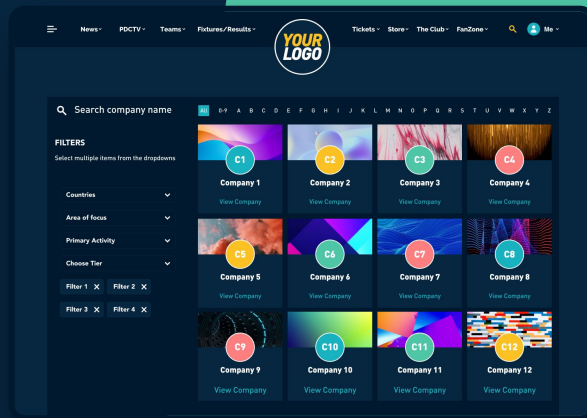 News PDCTV Teams Fixtures/Results
YOUR
LOGO
Tickets Store The Club FanZone Me
Search company name
All 0-9 A B C D E F G H I J K L M N O P Q R S T U V W X Y Z
FILTERS
Select multiple items from the dropdowns
Countries
Area of focus
Primary Activity
Choose Tier
Filter 1 X Filter 2 X
Filter 3 X Filter 4 X
C1 C2 C3 C4
Company 1 Company 2 Company 3 Company 4
View Company View Company View Company View Company
C5 C6 C7 C8
Company 5 Company 6 Company 7 Company 8
View Company View Company View Company View Company
C9 C10 C11 C12
Company 9 Company 10 Company 11 Company 12
View Company View Company View Company View Company